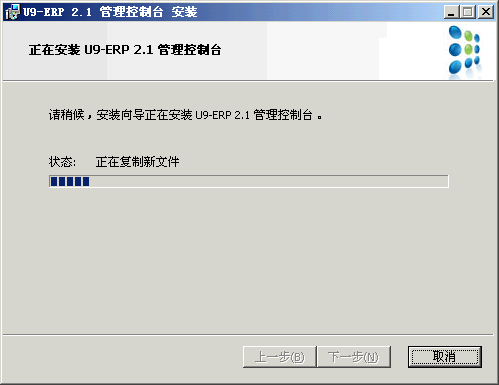 U9-ERP 2.1 管理控制台 安装
正在安装 U9-ERP 2.1 管理控制台
请稍候，安装向导正在安装 U9-ERP 2.1 管理控制台 。
状态: 正在复制新文件
上一步(B) 下一步(N) 取消